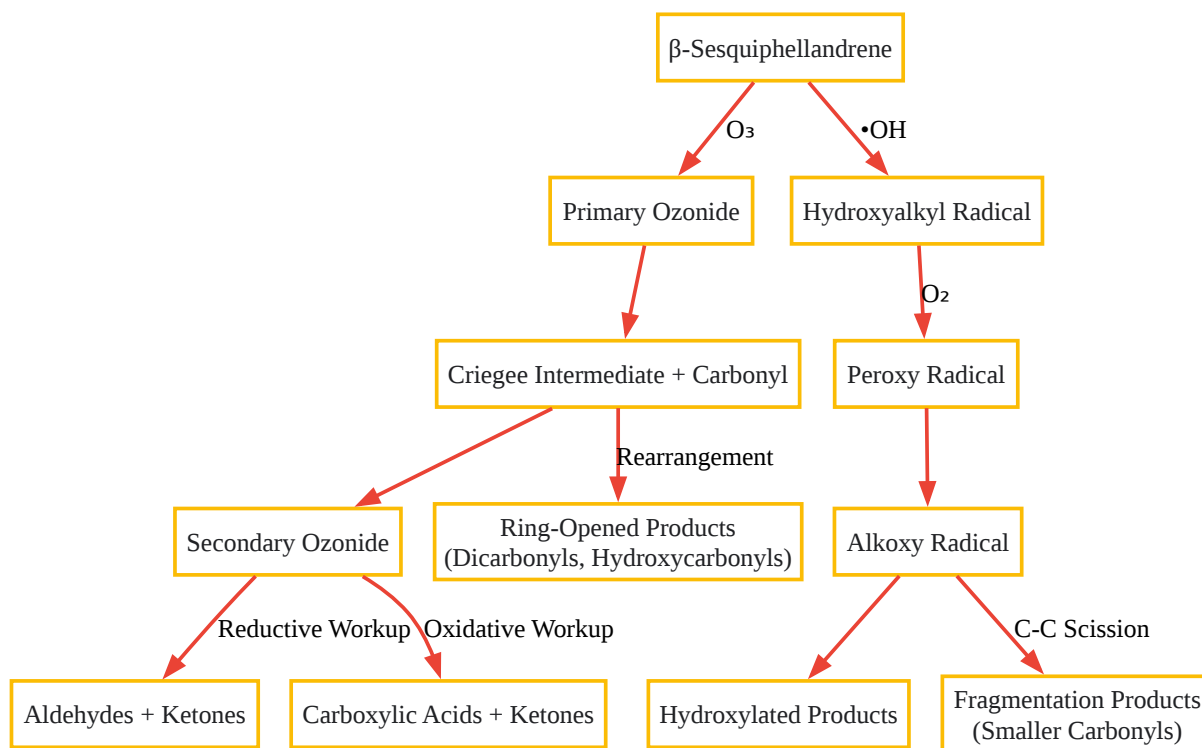 β-Sesquiphellandrene
O₃
•OH
Primary Ozonide
Hydroxyalkyl Radical
O₂
Criegee Intermediate + Carbonyl
Peroxy Radical
Rearrangement
Secondary Ozonide
Ring-Opened Products
(Dicarbonyls, Hydroxycarbonyls)
Alkoxy Radical
Reductive Workup
Oxidative Workup
C-C Scission
Aldehydes + Ketones
Carboxylic Acids + Ketones
Hydroxylated Products
Fragmentation Products
(Smaller Carbonyls)